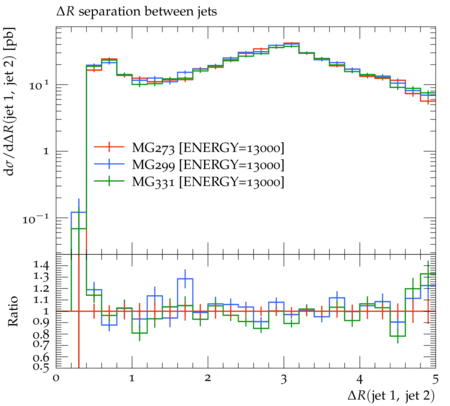 ΔR separation between jets
dσ/dΔR(jet 1, jet 2) [pb]
10¹
1
10⁻¹
MG273 [ENERGY=13000]
MG299 [ENERGY=13000]
MG331 [ENERGY=13000]
Ratio
1.4
1.3
1.2
1.1
1
0.9
0.8
0.7
0.6
0.5
0 1 2 3 4 5
ΔR(jet 1, jet 2)